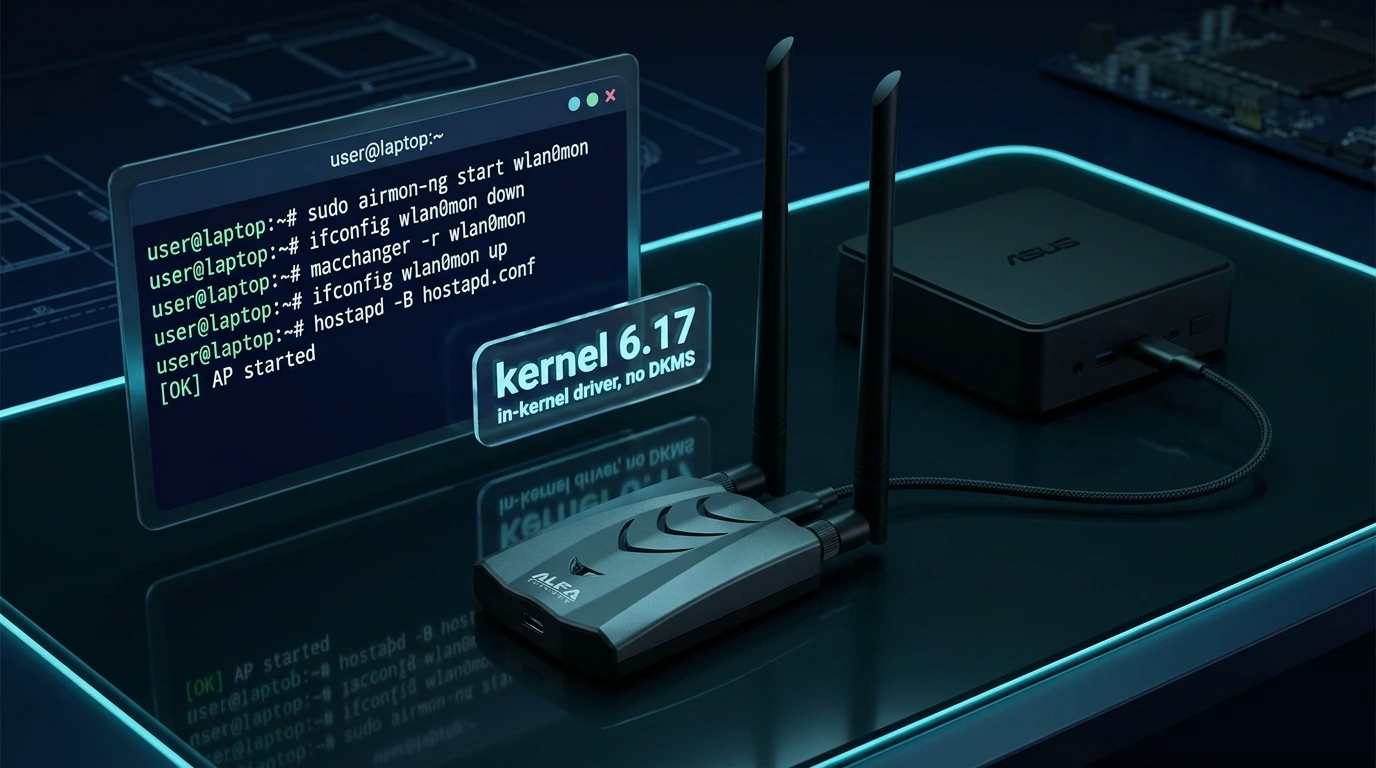 user@laptop:~
user@laptop:~# sudo airmon-ng start wlan0mon
user@laptop:~# ifconfig wlan0mon down
user@laptop:~# macchanger -r wlan0mon
user@laptop:~# ifconfig wlan0mon up
user@laptop:~# hostapd -B hostapd.conf
[OK] AP started
kernel 6.17
in-kernel driver, no DKMS
ASUS
ALFA